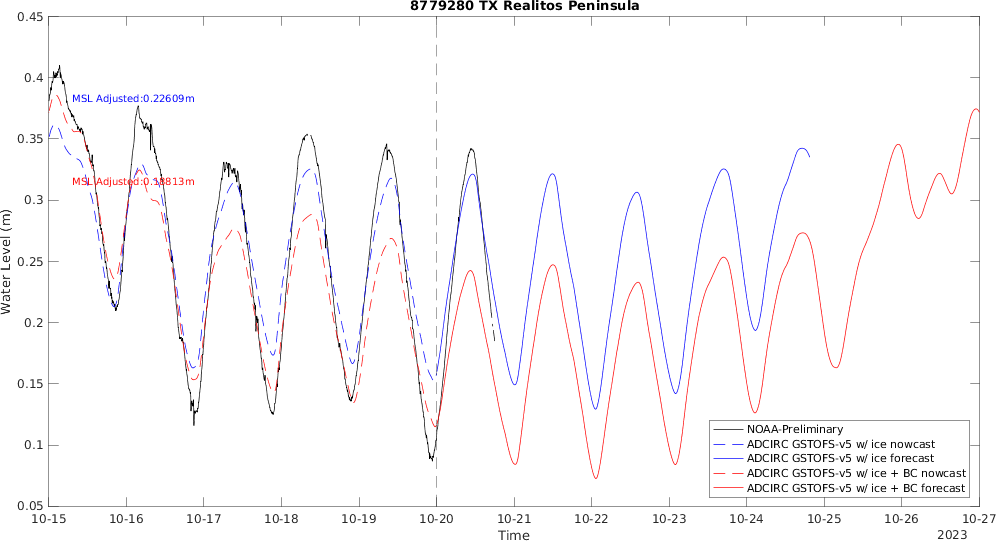 8779280 TX Realitos Peninsula
0.45
0.4
0.35
0.3
0.25
0.2
0.15
0.1
0.05
Water Level (m)
MSL Adjusted:0.22609m
MSL Adjusted:0.18813m
NOAA-Preliminary
ADCIRC GSTOFS-v5 w/ ice nowcast
ADCIRC GSTOFS-v5 w/ ice forecast
ADCIRC GSTOFS-v5 w/ ice + BC nowcast
ADCIRC GSTOFS-v5 w/ ice + BC forecast
10-15 10-16 10-17 10-18 10-19 10-20 10-21 10-22 10-23 10-24 10-25 10-26 10-27
Time
2023